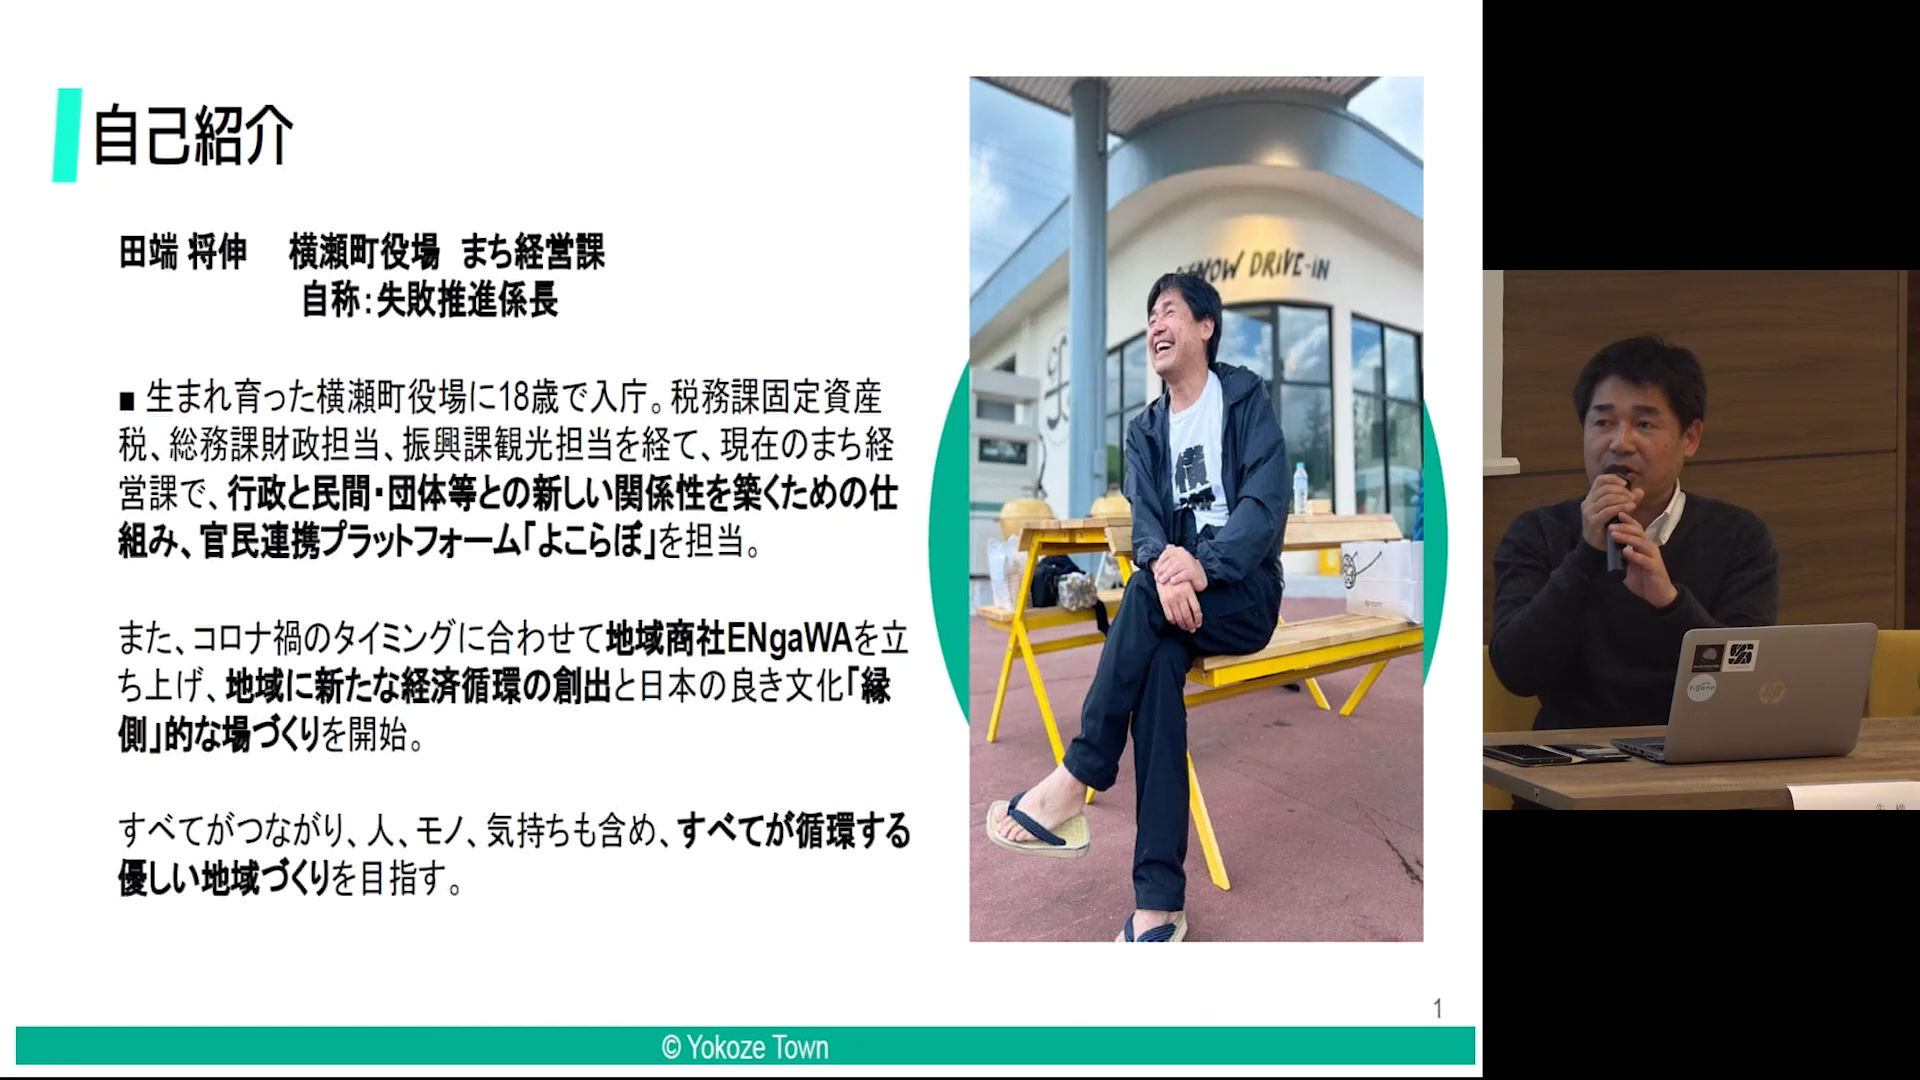 自己紹介
田端 将伸　横瀬町役場　まち経営課
自称：失敗推進係長
■ 生まれ育った横瀬町役場に18歳で入庁。税務課固定資産
税、総務課財政担当、振興課観光担当を経て、現在のまち経
営課で、行政と民間・団体等との新しい関係性を築くための仕
組み、官民連携プラットフォーム「よこらぼ」を担当。
また、コロナ禍のタイミングに合わせて地域商社ENgaWAを立
ち上げ、地域に新たな経済循環の創出と日本の良き文化「縁
側」的な場づくりを開始。
すべてがつながり、人、モノ、気持ちも含め、すべてが循環する
優しい地域づくりを目指す。
DRIVE-IN
hp
1
© Yokoze Town